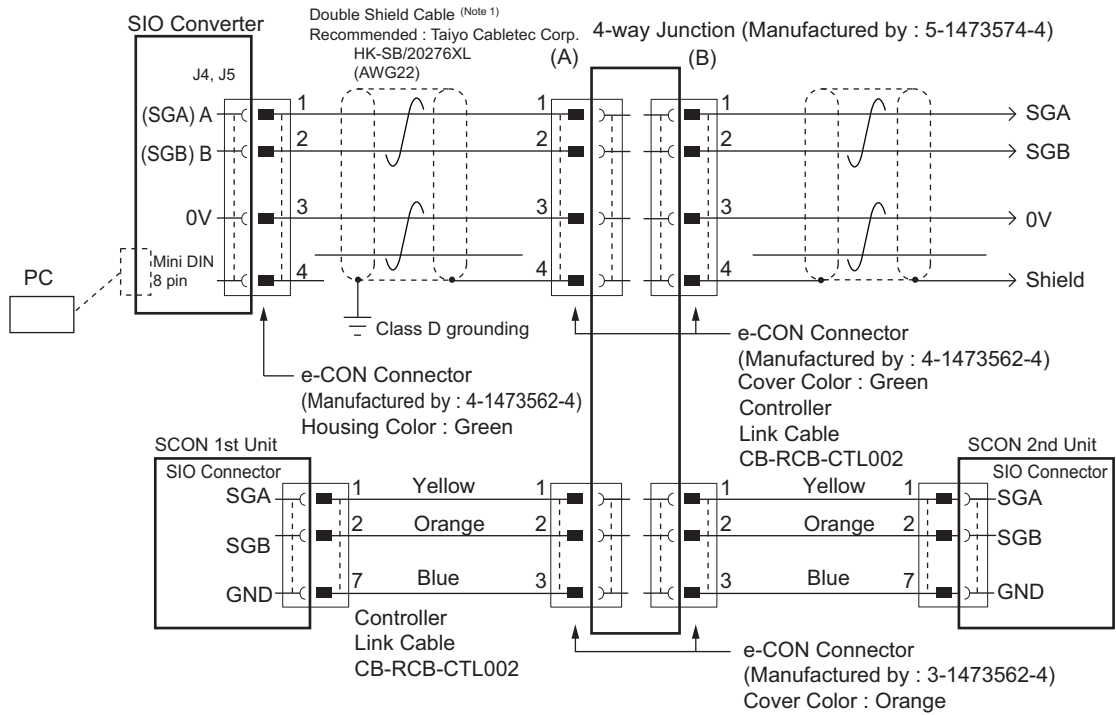 SIO Converter
Double Shield Cable (Note 1)
Recommended : Taiyo Cabletec Corp.
HK-SB/20276XL
(AWG22)
4-way Junction (Manufactured by : 5-1473574-4)
(A)
(B)
J4, J5
(SGA) A
1
1
1
SGA
(SGB) B
2
2
2
SGB
0V
3
3
3
0V
Mini DIN
8 pin
4
4
4
Shield
PC
Class D grounding
e-CON Connector
(Manufactured by : 4-1473562-4)
Housing Color : Green
e-CON Connector
(Manufactured by : 4-1473562-4)
Cover Color : Green
Controller
Link Cable
CB-RCB-CTL002
SCON 1st Unit
SIO Connector
SGA
1
Yellow
1
SGB
2
Orange
2
GND
7
Blue
3
Controller
Link Cable
CB-RCB-CTL002
SCON 2nd Unit
SIO Connector
1
Yellow
1
SGA
2
Orange
2
SGB
3
Blue
7
GND
e-CON Connector
(Manufactured by : 3-1473562-4)
Cover Color : Orange